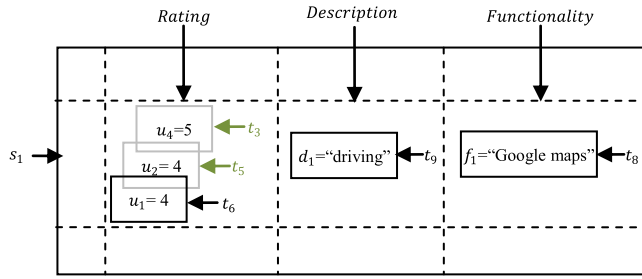 Rating Description Functionality
u₄=5 t₃
s₁ u₂= 4 t₅ d₁=“driving” t₉ f₁=“Google maps” t₈
u₁= 4 t₆